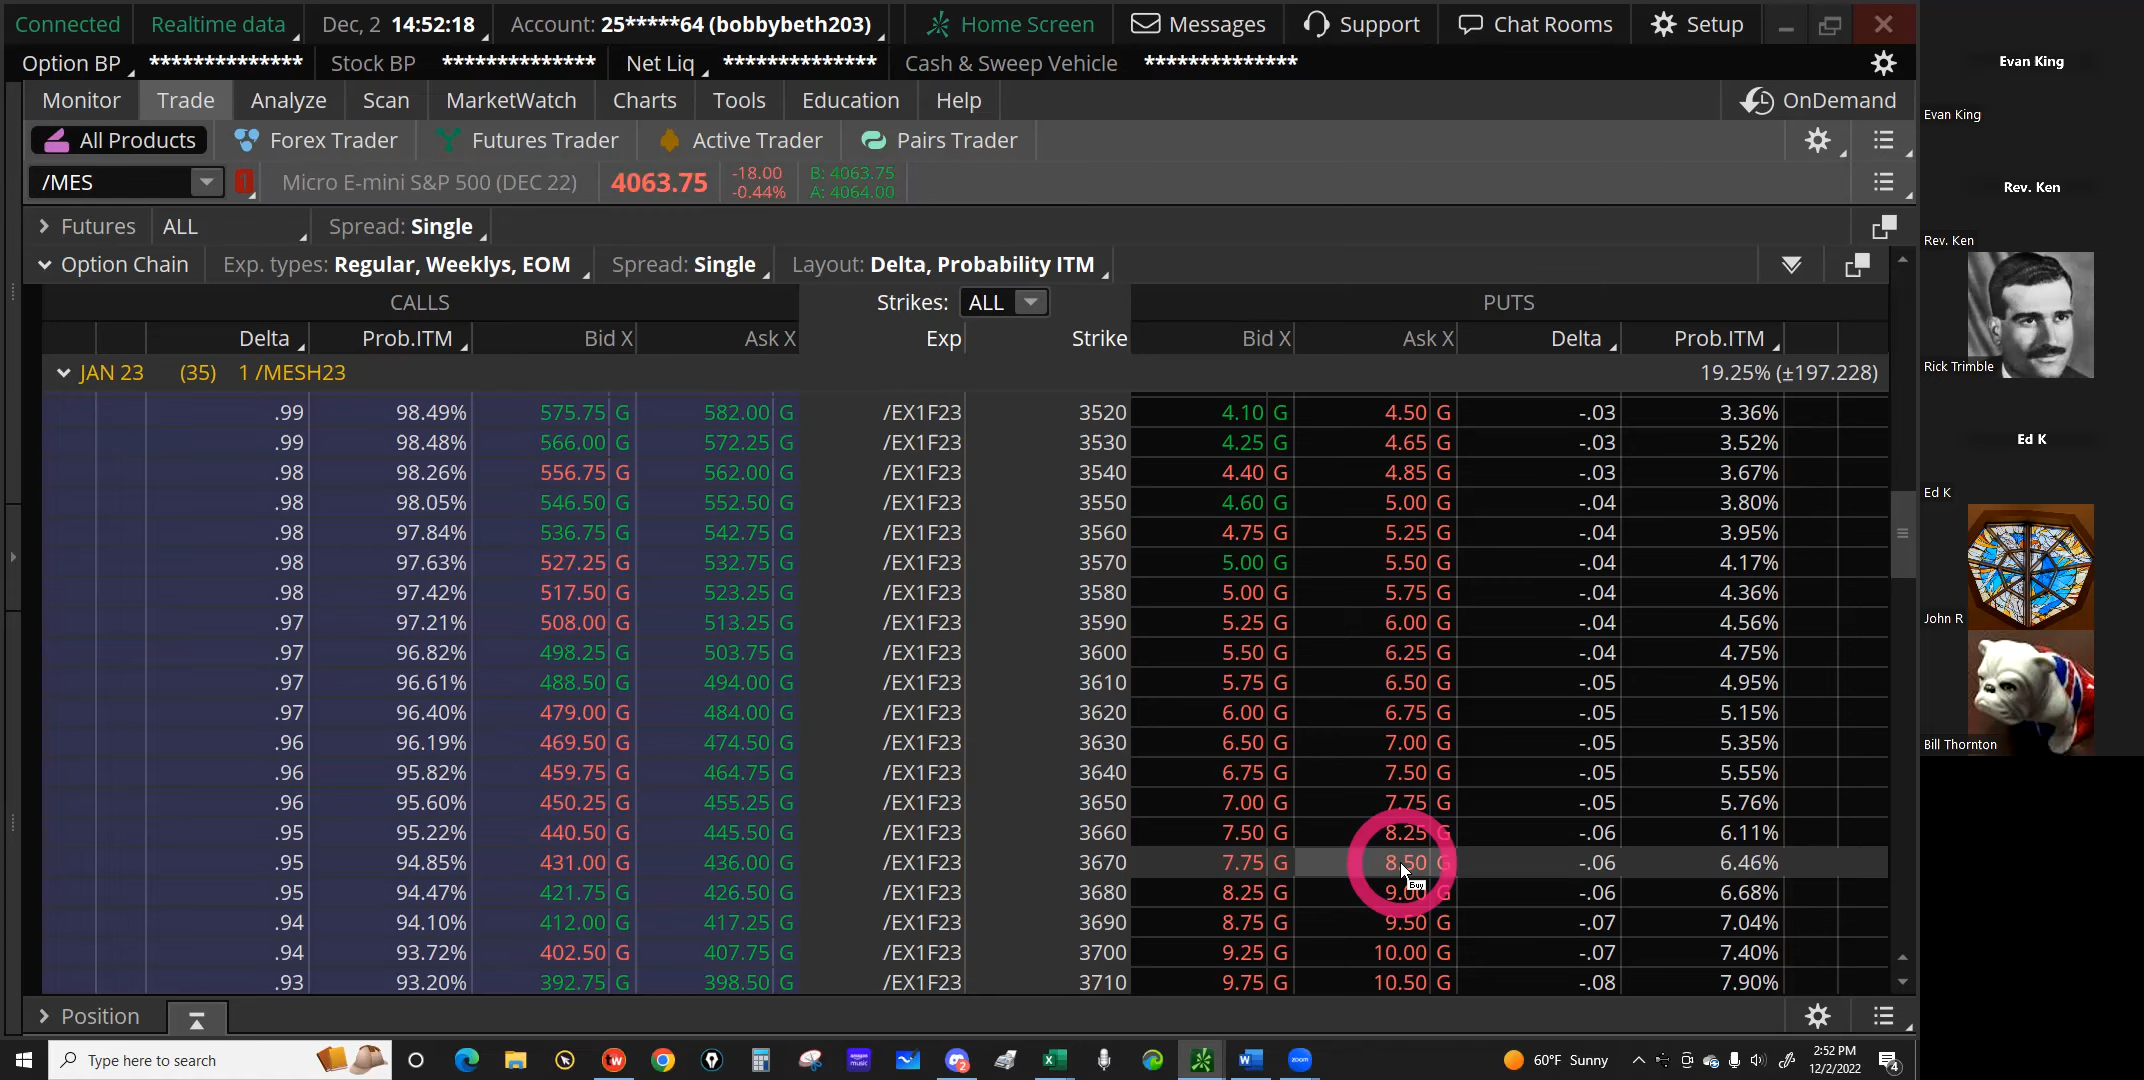 Connected Realtime data Dec, 2 14:52:18 Account: 25*****64 (bobbybeth203) Home Screen Messages Support Chat Rooms Setup
Option BP ************** Stock BP ************** Net Liq ************** Cash & Sweep Vehicle **************
Monitor Trade Analyze Scan MarketWatch Charts Tools Education Help OnDemand
All Products Forex Trader Futures Trader Active Trader Pairs Trader
/MES 1 Micro E-mini S&P 500 (DEC 22) 4063.75 -18.00 -0.44% B: 4063.75 A: 4064.00
Futures ALL Spread: Single
Option Chain Exp. types: Regular, Weeklys, EOM Spread: Single Layout: Delta, Probability ITM
CALLS Strikes: ALL PUTS
Delta Prob.ITM Bid X Ask X Exp Strike Bid X Ask X Delta Prob.ITM
JAN 23 (35) 1 /MESH23 19.25% (±197.228)
.99 98.49% 575.75 G 582.00 G /EX1F23 3520 4.10 G 4.50 G -.03 3.36%
.99 98.48% 566.00 G 572.25 G /EX1F23 3530 4.25 G 4.65 G -.03 3.52%
.98 98.26% 556.75 G 562.00 G /EX1F23 3540 4.40 G 4.85 G -.03 3.67%
.98 98.05% 546.50 G 552.50 G /EX1F23 3550 4.60 G 5.00 G -.04 3.80%
.98 97.84% 536.75 G 542.75 G /EX1F23 3560 4.75 G 5.25 G -.04 3.95%
.98 97.63% 527.25 G 532.75 G /EX1F23 3570 5.00 G 5.50 G -.04 4.17%
.98 97.42% 517.50 G 523.25 G /EX1F23 3580 5.00 G 5.75 G -.04 4.36%
.97 97.21% 508.00 G 513.25 G /EX1F23 3590 5.25 G 6.00 G -.04 4.56%
.97 96.82% 498.25 G 503.75 G /EX1F23 3600 5.50 G 6.25 G -.04 4.75%
.97 96.61% 488.50 G 494.00 G /EX1F23 3610 5.75 G 6.50 G -.05 4.95%
.97 96.40% 479.00 G 484.00 G /EX1F23 3620 6.00 G 6.75 G -.05 5.15%
.96 96.19% 469.50 G 474.50 G /EX1F23 3630 6.50 G 7.00 G -.05 5.35%
.96 95.82% 459.75 G 464.75 G /EX1F23 3640 6.75 G 7.50 G -.05 5.55%
.96 95.60% 450.25 G 455.25 G /EX1F23 3650 7.00 G 7.75 G -.05 5.76%
.95 95.22% 440.50 G 445.50 G /EX1F23 3660 7.50 G 8.25 G -.06 6.11%
.95 94.85% 431.00 G 436.00 G /EX1F23 3670 7.75 G 8.50 G -.06 6.46%
Buy
.95 94.47% 421.75 G 426.50 G /EX1F23 3680 8.25 G 9.00 G -.06 6.68%
.94 94.10% 412.00 G 417.25 G /EX1F23 3690 8.75 G 9.50 G -.07 7.04%
.94 93.72% 402.50 G 407.75 G /EX1F23 3700 9.25 G 10.00 G -.07 7.40%
.93 93.20% 392.75 G 398.50 G /EX1F23 3710 9.75 G 10.50 G -.08 7.90%
Position
Type here to search
tw
amazon music
2
zoom
60°F Sunny
2:52 PM
12/2/2022
4
Evan King
Evan King
Rev. Ken
Rev. Ken
Rick Trimble
Ed K
Ed K
John R
Bill Thornton